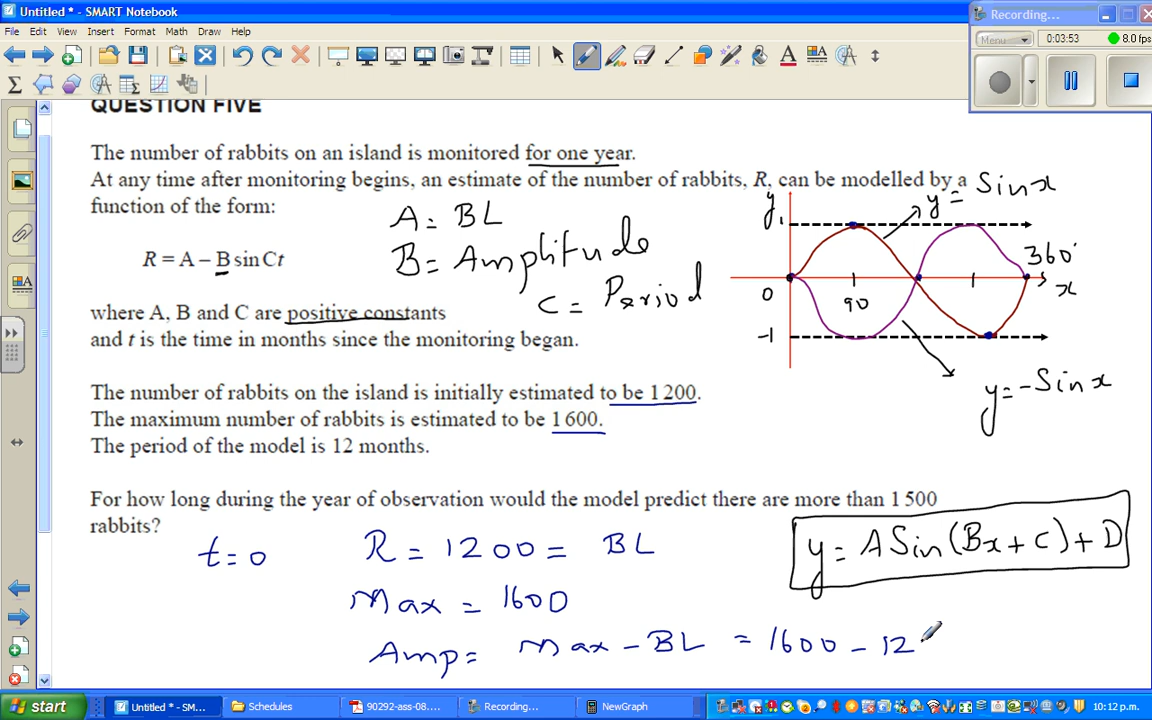 Untitled * - SMART Notebook
Recording...
File Edit View Insert Format Math Draw Help
Menu
0:03:53
8.0 fps
QUESTION FIVE
The number of rabbits on an island is monitored for one year.
At any time after monitoring begins, an estimate of the number of rabbits, R, can be modelled by a
function of the form:
A = BL
R = A – B sin Ct
B = Amplitude
C = Period
where A, B and C are positive constants
and t is the time in months since the monitoring began.
y
1
y = Sin x
0
90
360°
x
-1
y = -Sin x
The number of rabbits on the island is initially estimated to be 1 200.
The maximum number of rabbits is estimated to be 1 600.
The period of the model is 12 months.
For how long during the year of observation would the model predict there are more than 1 500
rabbits?
t = 0
R = 1200 = BL
y = A Sin (Bx + C) + D
Max = 1600
Amp = Max - BL = 1600 - 12
start
Untitled * - SM...
Schedules
90292-ass-08....
Recording...
NewGraph
10:12 p.m.